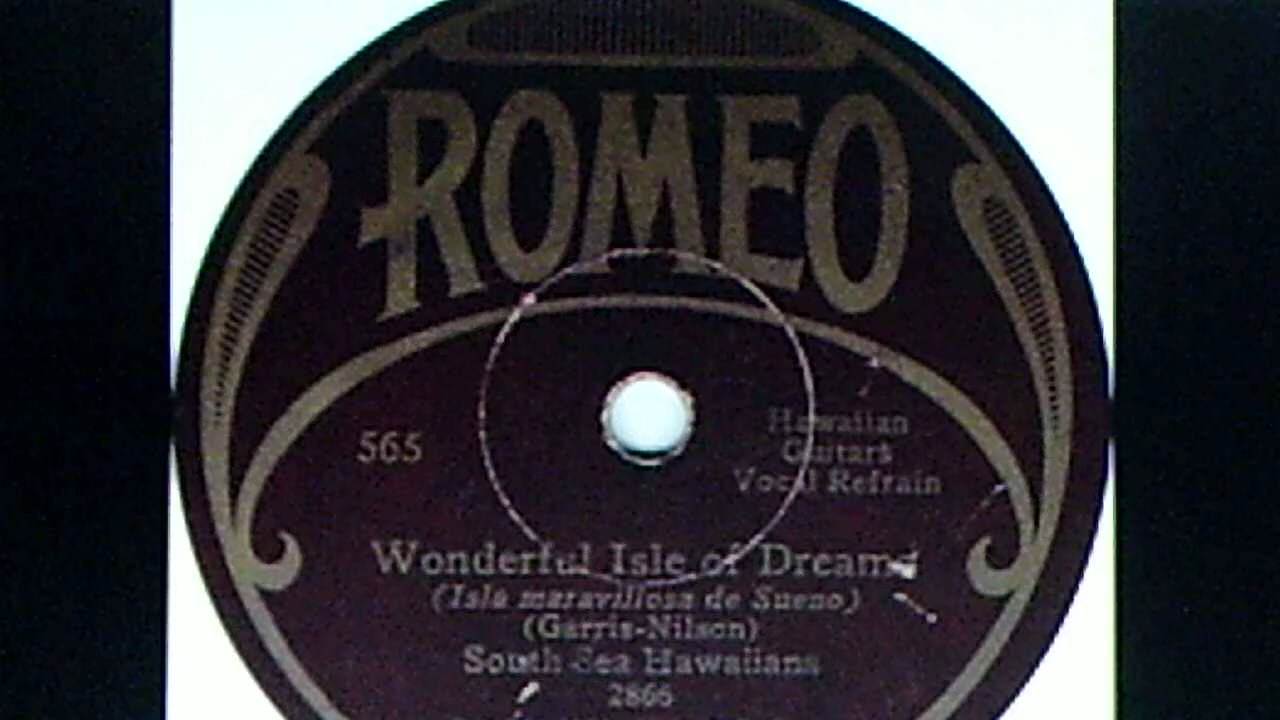 ROMEO
565
Hawaiian
Guitars
Vocal Refrain
Wonderful Isle of Dreams
(Isla maravillosa de Sueno)
(Garris-Nilson)
South Sea Hawaiians
2866